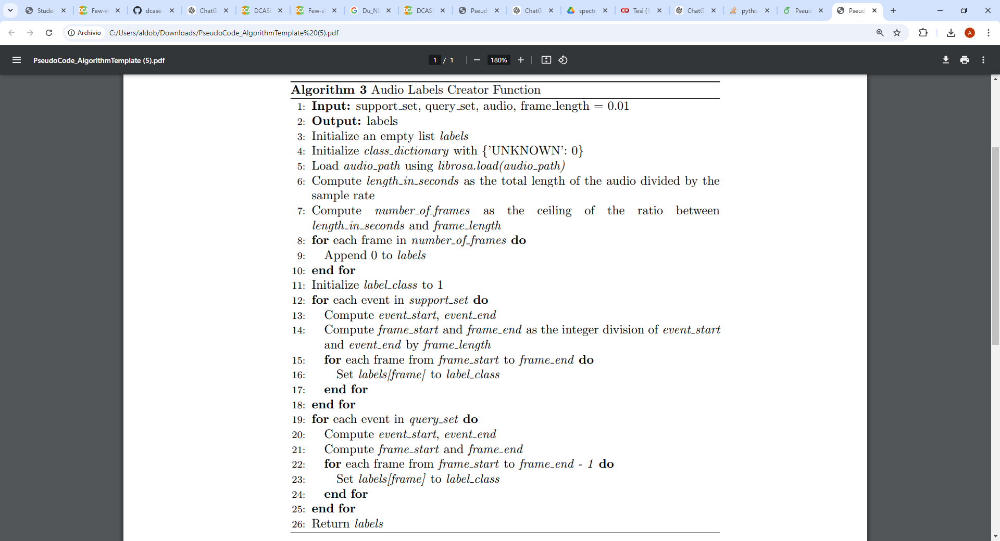 Studen
Few-sl
dcase-
ChatG
DCASE
Few-sl
Du_NE
DCASE
Pseud
ChatG
spectr
Tesi (1
ChatG
pytho
Pseud
Pseud
Archivio
C:/Users/aldob/Downloads/PseudoCode_AlgorithmTemplate%20(5).pdf
A
PseudoCode_AlgorithmTemplate (5).pdf
1 / 1
180%
Algorithm 3 Audio Labels Creator Function
1: Input: support_set, query_set, audio, frame_length = 0.01
2: Output: labels
3: Initialize an empty list labels
4: Initialize class_dictionary with {'UNKNOWN': 0}
5: Load audio_path using librosa.load(audio_path)
6: Compute length_in_seconds as the total length of the audio divided by the
sample rate
7: Compute number_of_frames as the ceiling of the ratio between
length_in_seconds and frame_length
8: for each frame in number_of_frames do
9: Append 0 to labels
10: end for
11: Initialize label_class to 1
12: for each event in support_set do
13: Compute event_start, event_end
14: Compute frame_start and frame_end as the integer division of event_start
and event_end by frame_length
15: for each frame from frame_start to frame_end do
16: Set labels[frame] to label_class
17: end for
18: end for
19: for each event in query_set do
20: Compute event_start, event_end
21: Compute frame_start and frame_end
22: for each frame from frame_start to frame_end - 1 do
23: Set labels[frame] to label_class
24: end for
25: end for
26: Return labels